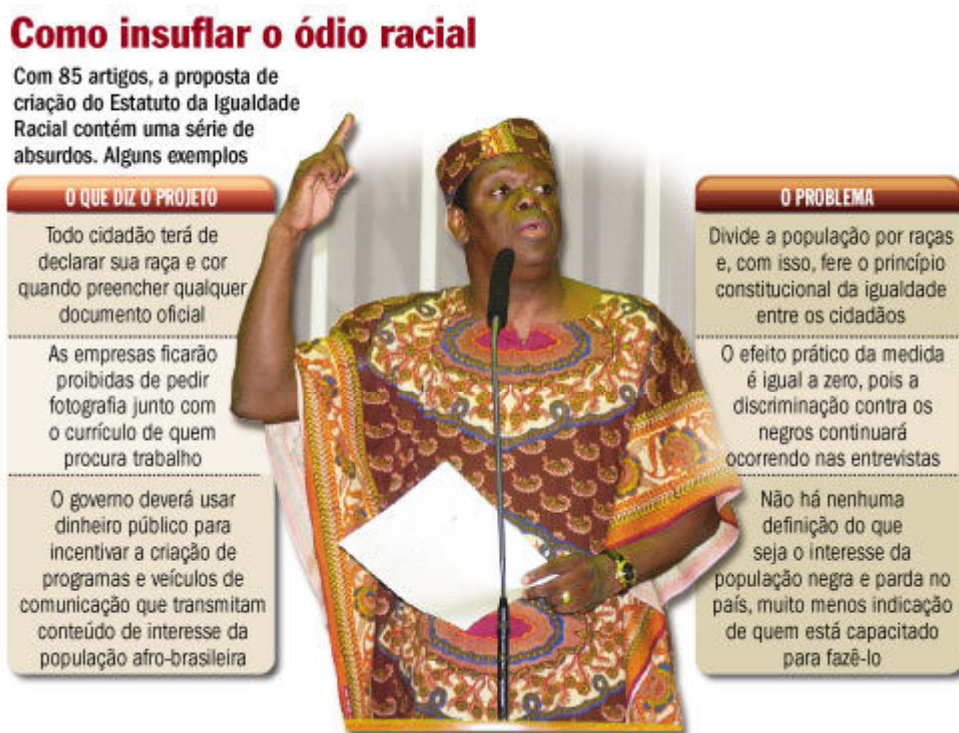 Como insuflar o ódio racial
Com 85 artigos, a proposta de
criação do Estatuto da Igualdade
Racial contém uma série de
absurdos. Alguns exemplos
O QUE DIZ O PROJETO
Todo cidadão terá de
declarar sua raça e cor
quando preencher qualquer
documento oficial
As empresas ficarão
proibidas de pedir
fotografia junto com
o currículo de quem
procura trabalho
O governo deverá usar
dinheiro público para
incentivar a criação de
programas e veículos de
comunicação que transmitam
conteúdo de interesse da
população afro-brasileira
O PROBLEMA
Divide a população por raças
e, com isso, fere o princípio
constitucional da igualdade
entre os cidadãos
O efeito prático da medida
é igual a zero, pois a
discriminação contra os
negros continuará
ocorrendo nas entrevistas
Não há nenhuma
definição do que
seja o interesse da
população negra e parda no
país, muito menos indicação
de quem está capacitado
para fazê-lo